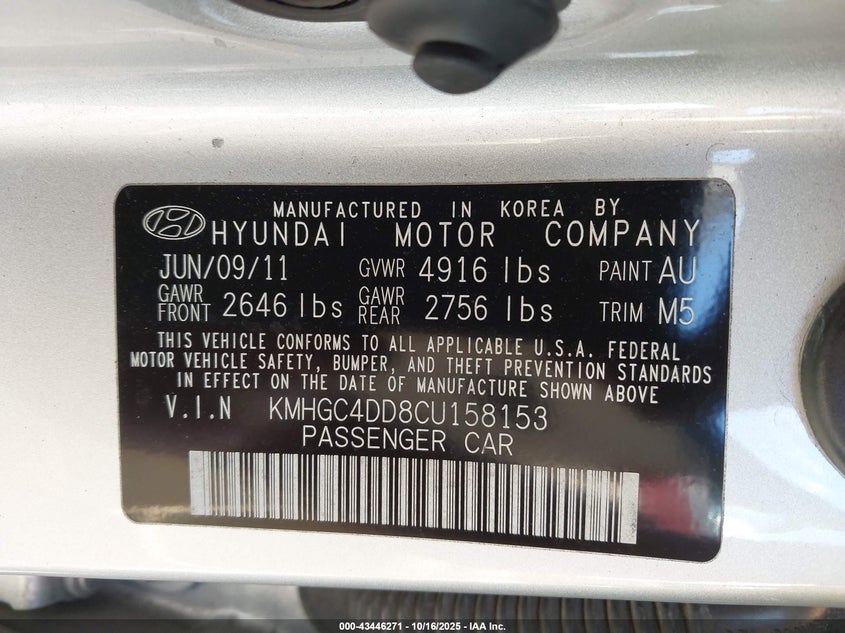 MANUFACTURED IN KOREA BY
HYUNDAI MOTOR COMPANY
JUN/09/11 GVWR 4916 lbs PAINT AU
GAWR FRONT 2646 lbs GAWR REAR 2756 lbs TRIM M5
THIS VEHICLE CONFORMS TO ALL APPLICABLE U.S.A. FEDERAL
MOTOR VEHICLE SAFETY, BUMPER, AND THEFT PREVENTION STANDARDS
IN EFFECT ON THE DATE OF MANUFACTURE SHOWN ABOVE
V.I.N KMHGC4DD8CU158153
PASSENGER CAR
000-43446271 - 10/16/2025 - IAA Inc.